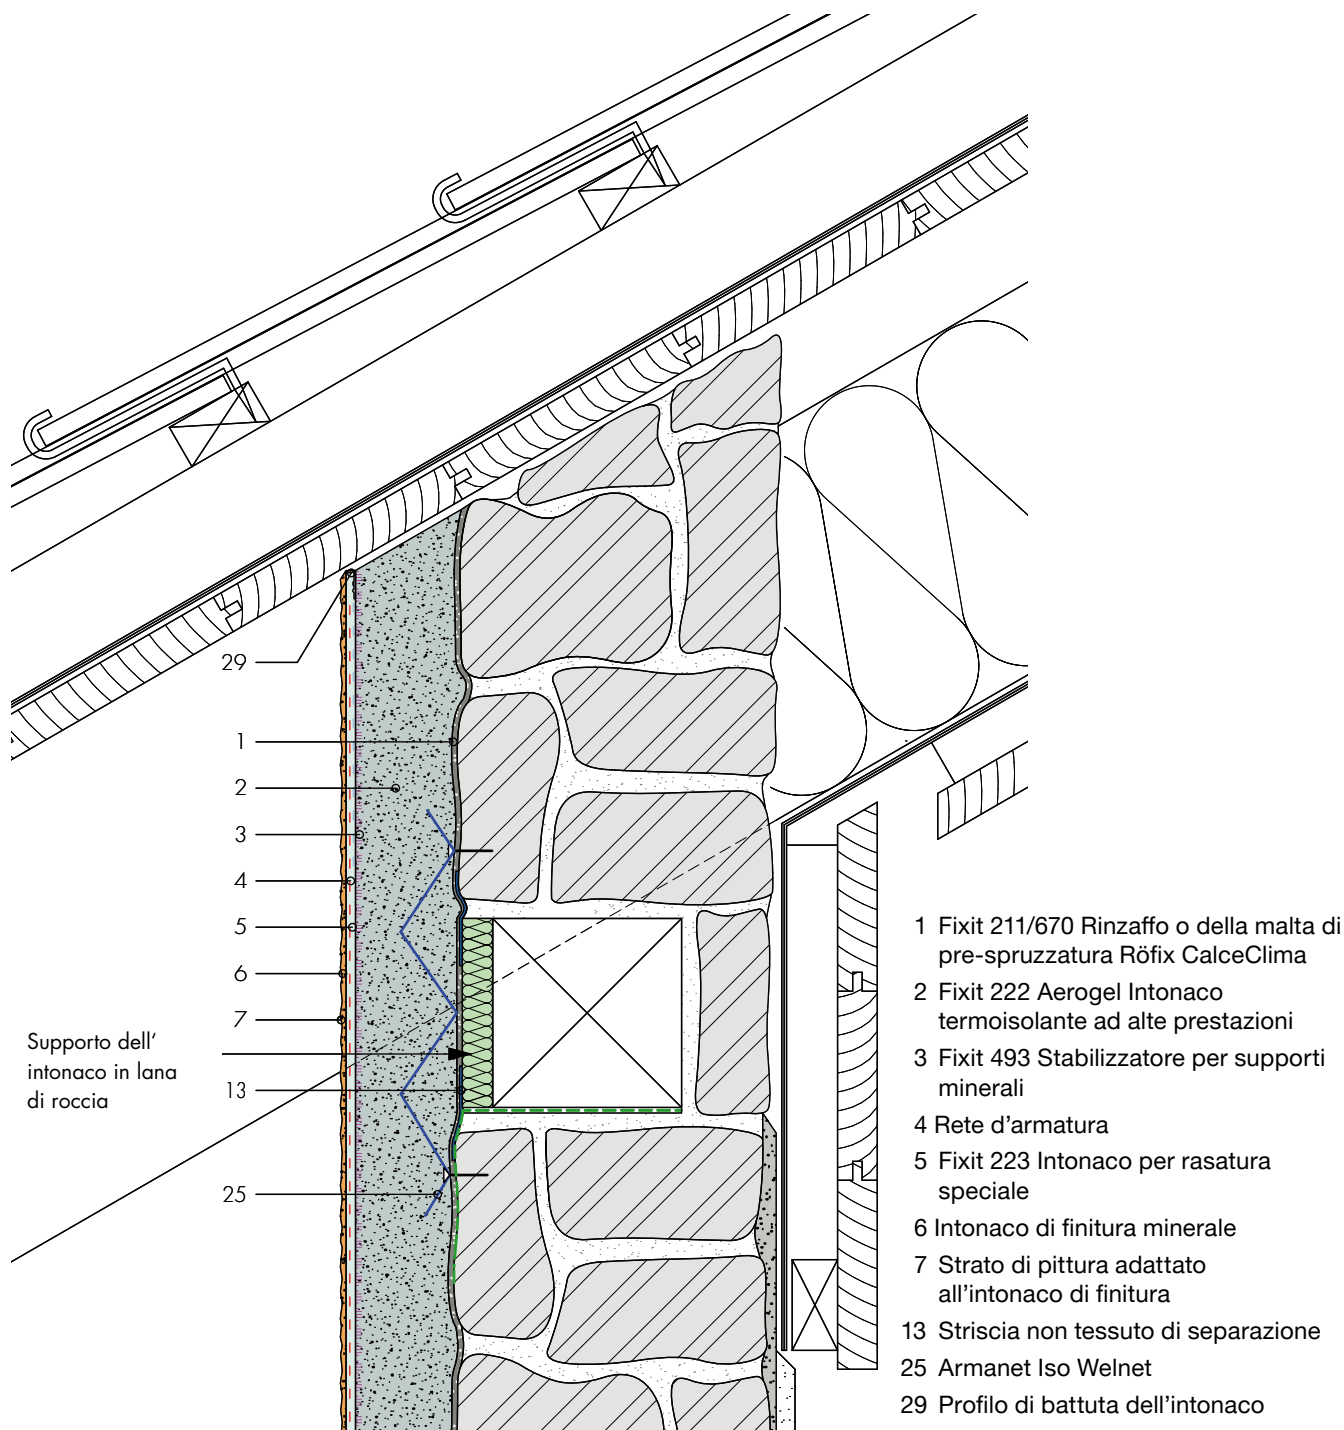 29
1
2
3
4
5
6
7
Supporto dell'
intonaco in lana
di roccia
13
25
1 Fixit 211/670 Rinzaffo o della malta di
pre-spruzzatura Röfix CalceClima
2 Fixit 222 Aerogel Intonaco
termoisolante ad alte prestazioni
3 Fixit 493 Stabilizzatore per supporti
minerali
4 Rete d'armatura
5 Fixit 223 Intonaco per rasatura
speciale
6 Intonaco di finitura minerale
7 Strato di pittura adattato
all'intonaco di finitura
13 Striscia non tessuto di separazione
25 Armanet Iso Welnet
29 Profilo di battuta dell'intonaco